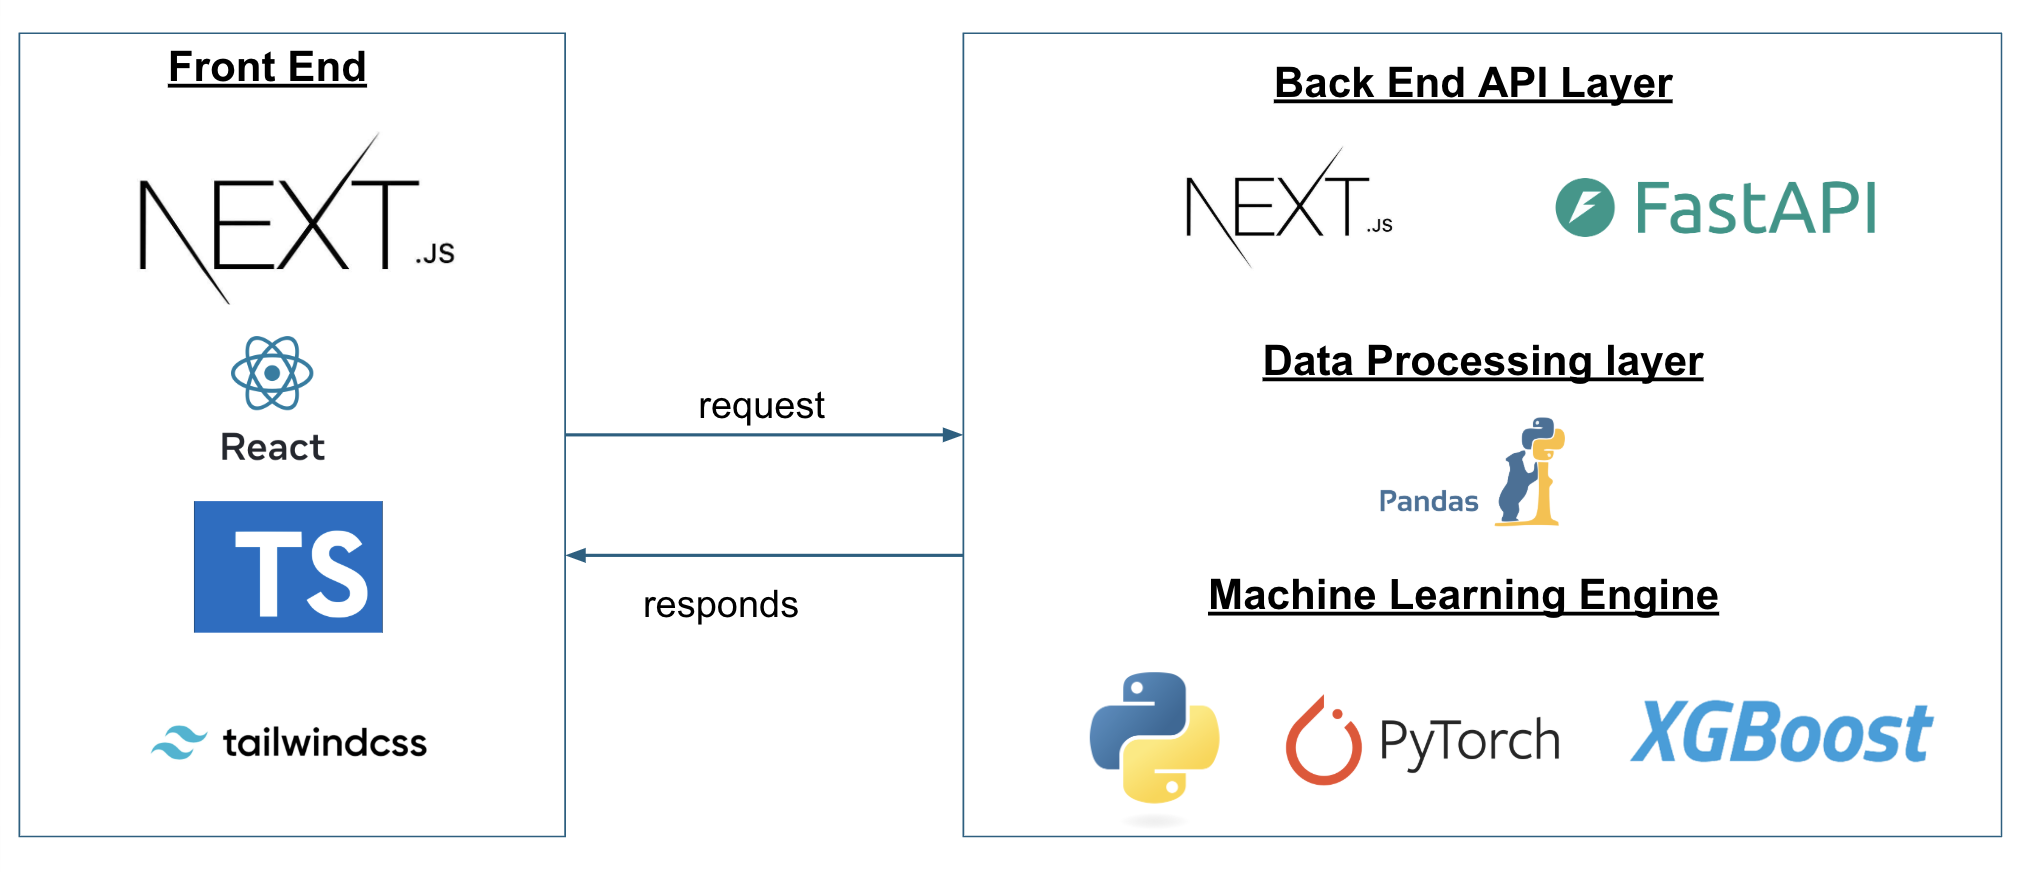 Front End
NEXT.JS
React
TS
tailwindcss
request
responds
Back End API Layer
NEXT.JS
FastAPI
Data Processing layer
Pandas
Machine Learning Engine
PyTorch
XGBoost